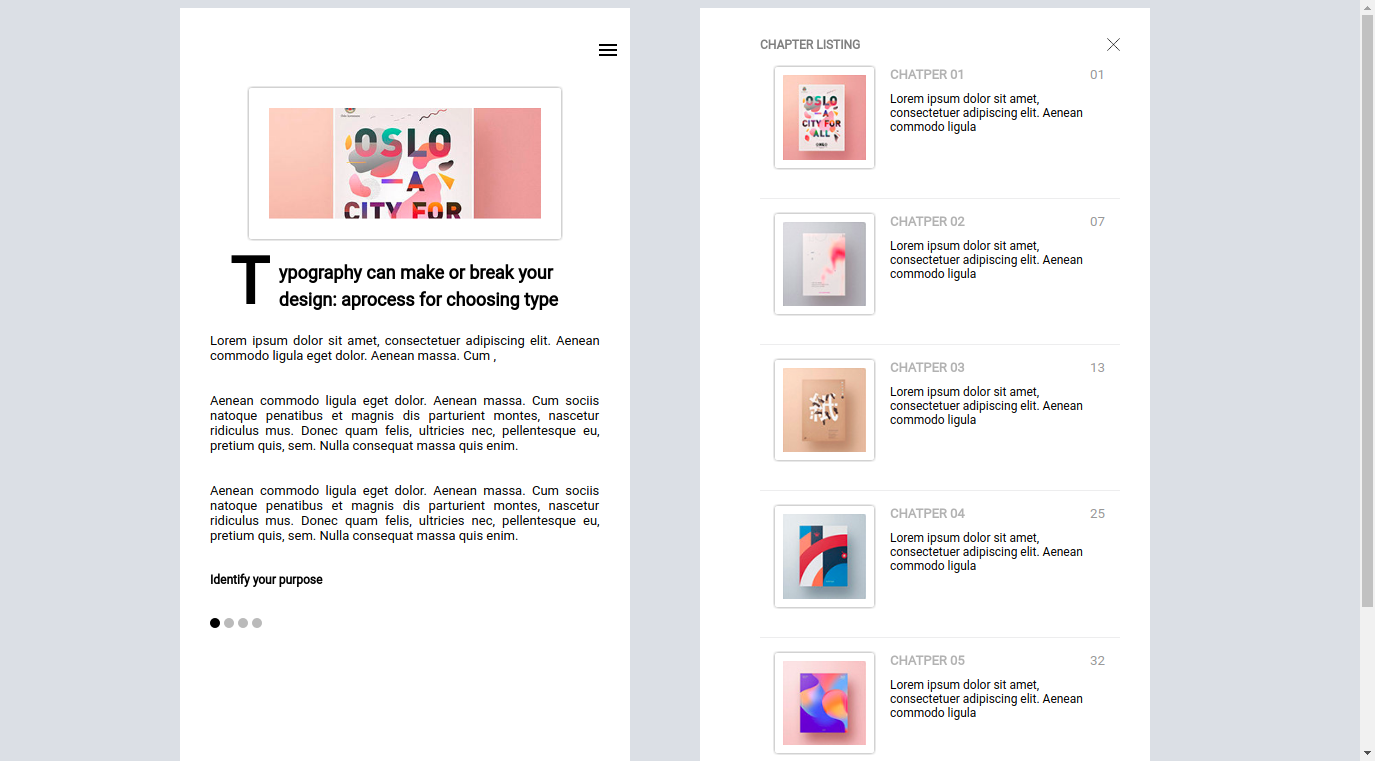 OSLO
A
CITY FOR
Typography can make or break your
design: aprocess for choosing type
Lorem ipsum dolor sit amet, consectetuer adipiscing elit. Aenean
commodo ligula eget dolor. Aenean massa. Cum ,
Aenean commodo ligula eget dolor. Aenean massa. Cum sociis
natoque penatibus et magnis dis parturient montes, nascetur
ridiculus mus. Donec quam felis, ultricies nec, pellentesque eu,
pretium quis, sem. Nulla consequat massa quis enim.
Aenean commodo ligula eget dolor. Aenean massa. Cum sociis
natoque penatibus et magnis dis parturient montes, nascetur
ridiculus mus. Donec quam felis, ultricies nec, pellentesque eu,
pretium quis, sem. Nulla consequat massa quis enim.
Identify your purpose
CHAPTER LISTING
OSLO
A
CITY FOR
ALL
OSLO
CHATPER 01 01
Lorem ipsum dolor sit amet,
consectetuer adipiscing elit. Aenean
commodo ligula
CHATPER 02 07
Lorem ipsum dolor sit amet,
consectetuer adipiscing elit. Aenean
commodo ligula
紙
CHATPER 03 13
Lorem ipsum dolor sit amet,
consectetuer adipiscing elit. Aenean
commodo ligula
CHATPER 04 25
Lorem ipsum dolor sit amet,
consectetuer adipiscing elit. Aenean
commodo ligula
CHATPER 05 32
Lorem ipsum dolor sit amet,
consectetuer adipiscing elit. Aenean
commodo ligula